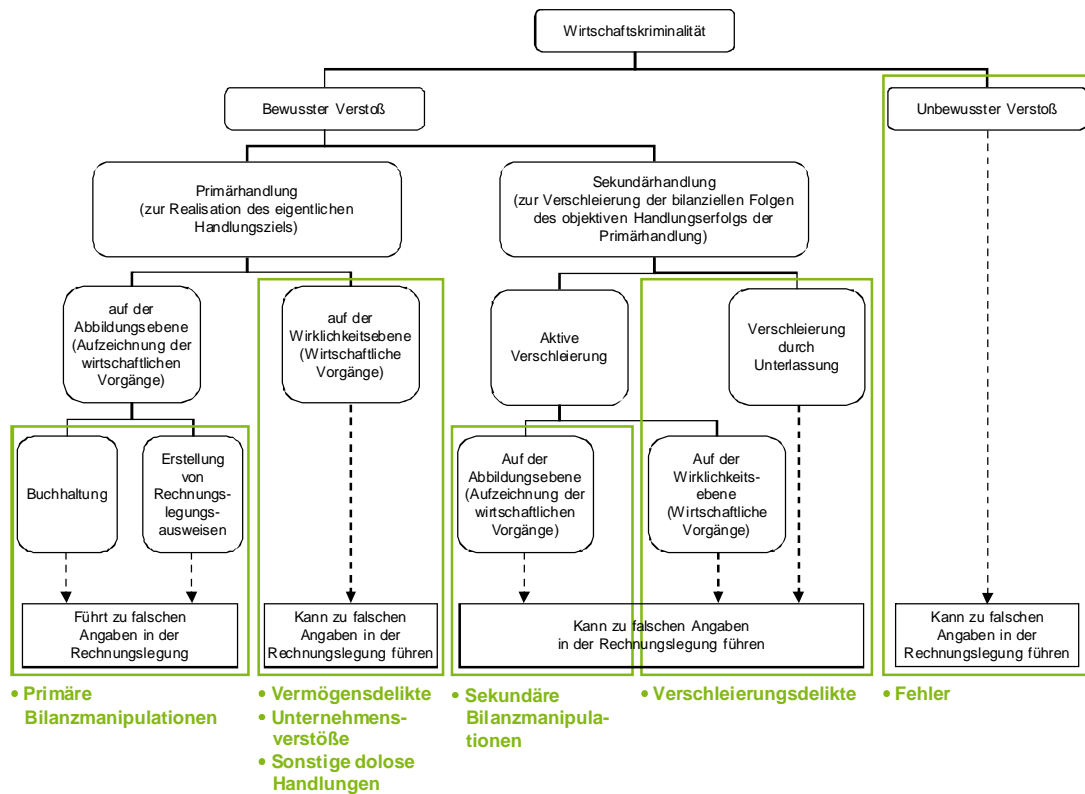 Wirtschaftskriminalität
Bewusster Verstoß
Unbewusster Verstoß
Primärhandlung
(zur Realisation des eigentlichen
Handlungsziels)
Sekundärhandlung
(zur Verschleierung der bilanziellen Folgen
des objektiven Handlungserfolgs der
Primärhandlung)
auf der
Abbildungsebene
(Aufzeichnung der
wirtschaftlichen
Vorgänge)
auf der
Wirklichkeitsebene
(Wirtschaftliche
Vorgänge)
Aktive
Verschleierung
Verschleierung
durch
Unterlassung
Buchhaltung
Erstellung
von
Rechnungs-
legungs-
ausweisen
Auf der
Abbildungsebene
(Aufzeichnung der
wirtschaftlichen
Vorgänge)
Auf der
Wirklichkeits-
ebene
(Wirtschaftliche
Vorgänge)
Führt zu falschen
Angaben in der
Rechnungslegung
Kann zu falschen
Angaben in der
Rechnungslegung führen
Kann zu falschen Angaben
in der Rechnungslegung führen
Kann zu falschen
Angaben in der
Rechnungslegung führen
• Primäre
Bilanzmanipulationen
• Vermögensdelikte
• Unternehmens-
verstöße
• Sonstige dolose
Handlungen
• Sekundäre
Bilanzmanipula-
tionen
• Verschleierungsdelikte
• Fehler